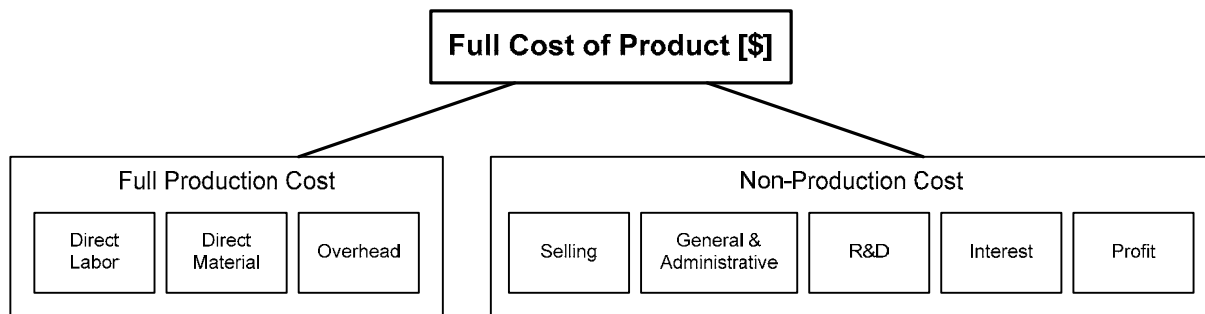 Full Cost of Product [$]
Full Production Cost
Direct
Labor
Direct
Material
Overhead
Non-Production Cost
Selling
General &
Administrative
R&D
Interest
Profit